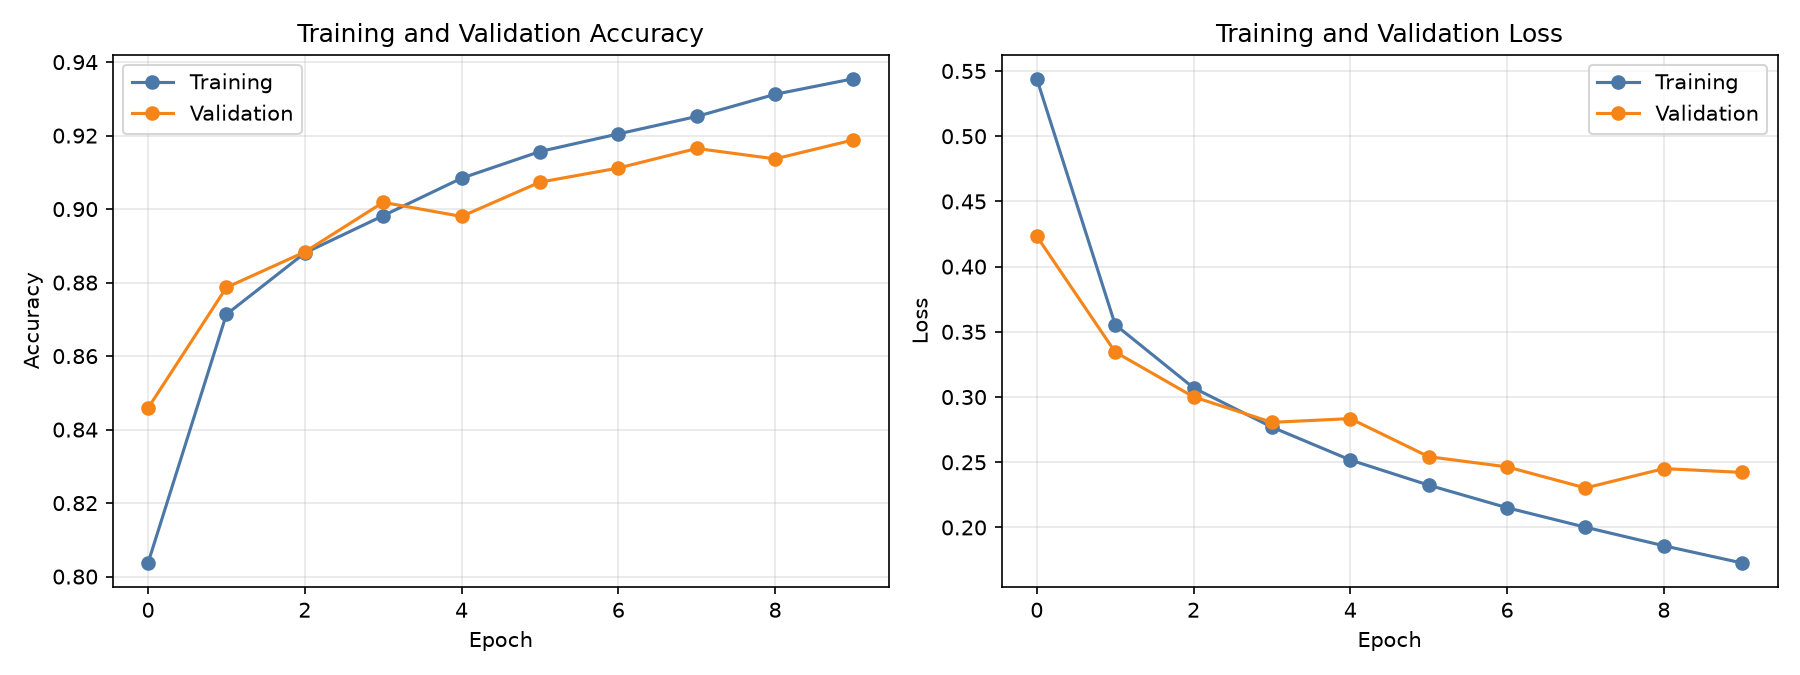 Training and Validation Accuracy
Training
Validation
Accuracy
0.94
0.92
0.90
0.88
0.86
0.84
0.82
0.80
0 2 4 6 8
Epoch
Training and Validation Loss
Training
Validation
Loss
0.55
0.50
0.45
0.40
0.35
0.30
0.25
0.20
0 2 4 6 8
Epoch